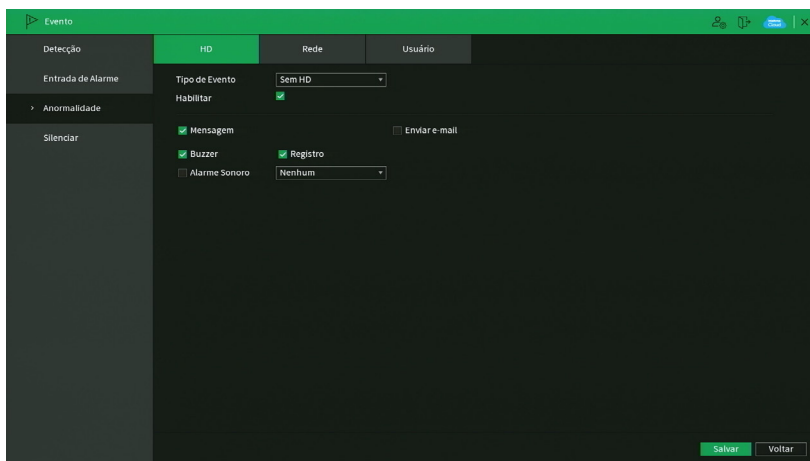 Evento
Cloud
Detecção
HD
Rede
Usuário
Entrada de Alarme
Anormalidade
Silenciar
Tipo de Evento
Sem HD
Habilitar
Mensagem
Enviar e-mail
Buzzer
Registro
Alarme Sonoro
Nenhum
Salvar
Voltar